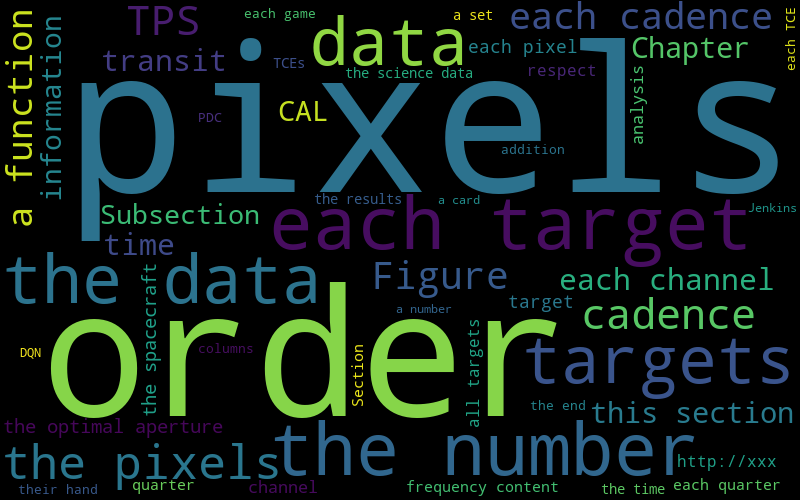 each game
a set
each cadence
TPS
data
each TCE
a function
information
transit
TCEs
each pixel
Chapter
the science data
respect
analysis
pixels
PDC
CAL
addition
the results
a card
Jenkins
Subsection
each target
time
the data
Figure
each channel
the spacecraft
a number
target
cadence
order
DQN
columns
Section
all targets
targets
the end
this section
the optimal aperture
the number
the pixels
http://xxx
their hand
quarter
channel
frequency content
the time
each quarter